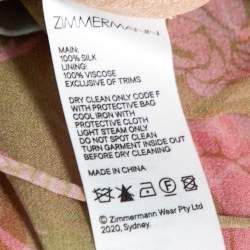 ZIMMERMANN
MAIN:
100% SILK
LINING:
100% VISCOSE
EXCLUSIVE OF TRIMS
DRY CLEAN ONLY CODE F
WITH PROTECTIVE BAG
COOL IRON WITH
PROTECTIVE CLOTH
LIGHT STEAM ONLY
DO NOT SPOT CLEAN
TURN GARMENT INSIDE OUT
BEFORE DRY CLEANING
MADE IN CHINA
© Zimmermann Wear Pty Ltd
2020, Sydney.